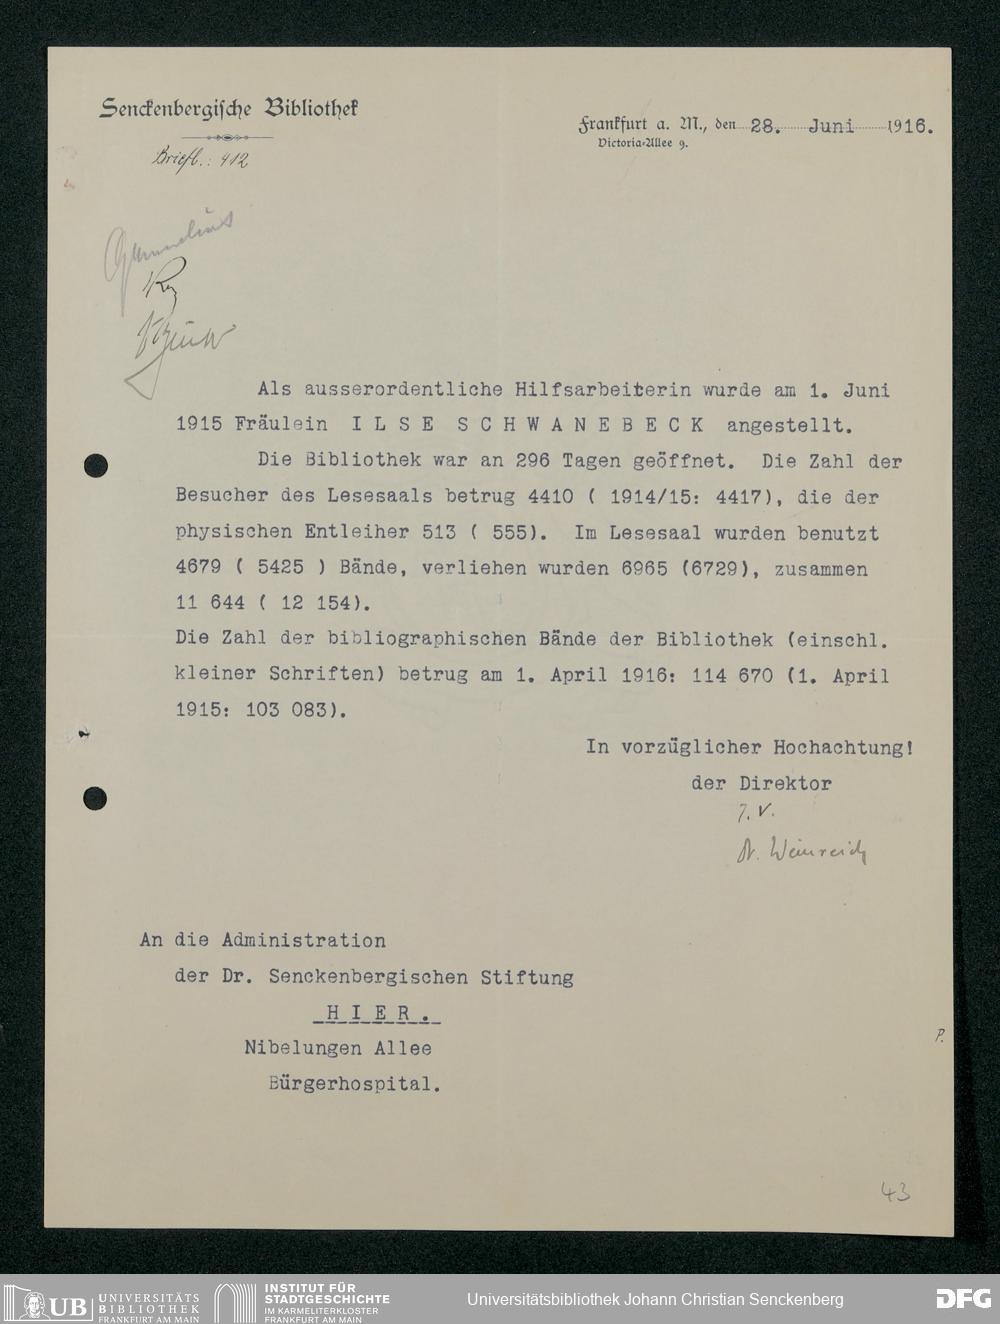 Senckenbergische Bibliothek
Briefb.: 412
Frankfurt a. M., den 28. Juni 1916.
Victoria-Allee 9.
Als ausserordentliche Hilfsarbeiterin wurde am 1. Juni
1915 Fräulein I L S E  S C H W A N E B E C K angestellt.
Die Bibliothek war an 296 Tagen geöffnet. Die Zahl der
Besucher des Lesesaals betrug 4410 ( 1914/15: 4417), die der
physischen Entleiher 513 ( 555). Im Lesesaal wurden benutzt
4679 ( 5425 ) Bände, verliehen wurden 6965 (6729), zusammen
11 644 ( 12 154).
Die Zahl der bibliographischen Bände der Bibliothek (einschl.
kleiner Schriften) betrug am 1. April 1916: 114 670 (1. April
1915: 103 083).
In vorzüglicher Hochachtung!
der Direktor
J. V.
Dr. Weinreich
An die Administration
der Dr. Senckenbergischen Stiftung
H I E R .
Nibelungen Allee
Bürgerhospital.
P.
43
UB UNIVERSITÄTS
BIBLIOTHEK
FRANKFURT AM MAIN
INSTITUT FÜR
STADTGESCHICHTE
IM KARMELITERKLOSTER
FRANKFURT AM MAIN
Universitätsbibliothek Johann Christian Senckenberg
DFG